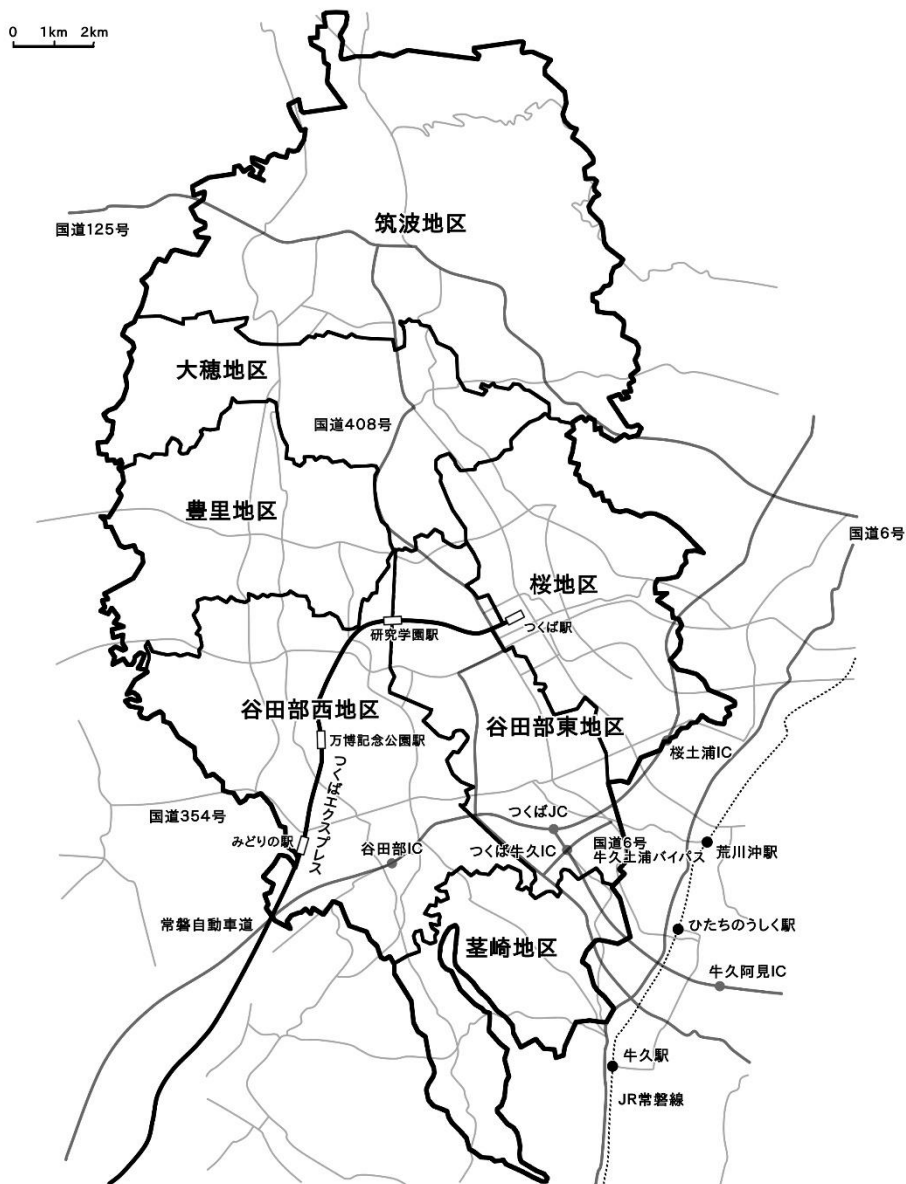 0 1km 2km
国道125号
筑波地区
大穂地区
国道408号
豊里地区
国道6号
桜地区
研究学園駅
つくば駅
谷田部西地区
谷田部東地区
万博記念公園駅
桜土浦IC
つくばエクスプレス
国道354号
つくばJC
みどりの駅
谷田部IC
つくば牛久IC
国道6号
牛久土浦バイパス
荒川沖駅
常磐自動車道
ひたちのうしく駅
茎崎地区
牛久阿見IC
牛久駅
JR常磐線